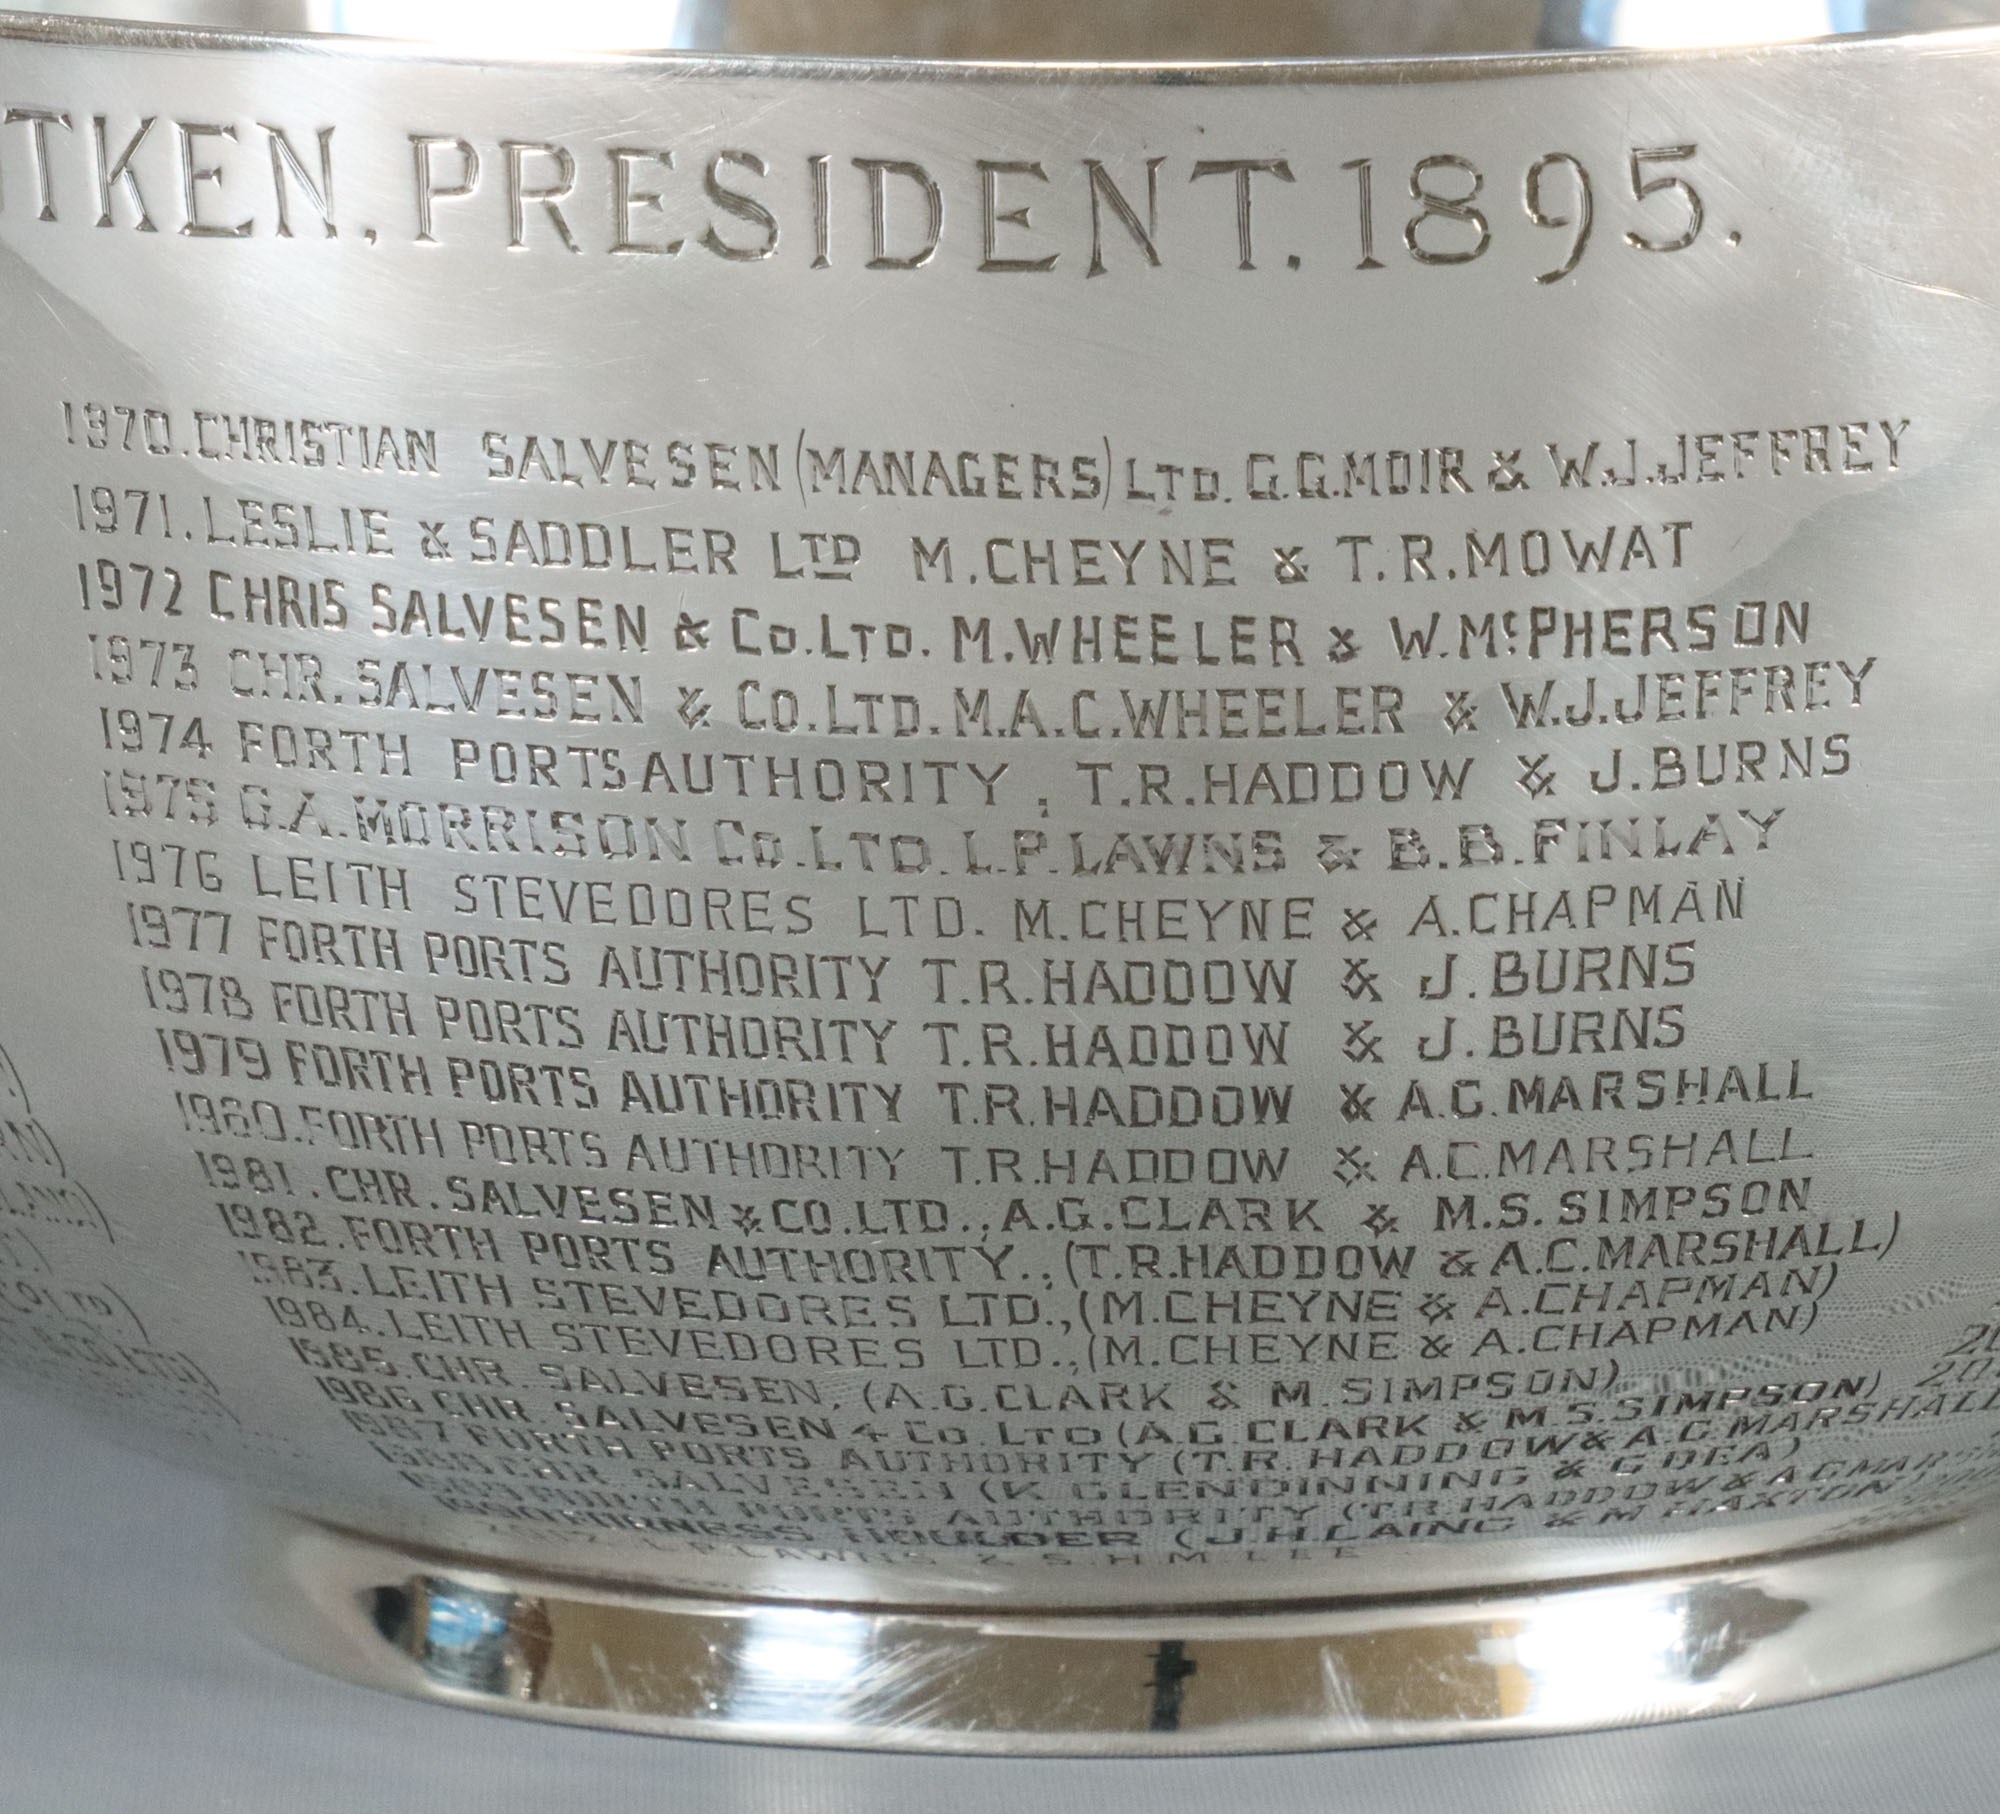 TKEN. PRESIDENT. 1895.
1970. CHRISTIAN SALVESEN (MANAGERS) LTD. G.G.MOIR & W.J.JEFFREY
1971. LESLIE & SADDLER LTD M.CHEYNE & T.R.MOWAT
1972 CHRIS SALVESEN & Co.LTD. M.WHEELER & W.McPHERSON
1973 CHR. SALVESEN & Co.LTD. M.A.C.WHEELER & W.J.JEFFREY
1974 FORTH PORTS AUTHORITY, T.R.HADDOW & J.BURNS
1975 G.A.MORRISON Co.LTD. L.P.LAWNS & B.B.FINLAY
1976 LEITH STEVEDORES LTD. M.CHEYNE & A.CHAPMAN
1977 FORTH PORTS AUTHORITY T.R.HADDOW & J.BURNS
1978 FORTH PORTS AUTHORITY T.R.HADDOW & J.BURNS
1979 FORTH PORTS AUTHORITY T.R.HADDOW & A.C.MARSHALL
1980. FORTH PORTS AUTHORITY T.R.HADDOW & A.C.MARSHALL
1981. CHR. SALVESEN & CO.LTD., A.G.CLARK & M.S.SIMPSON
1982. FORTH PORTS AUTHORITY., (T.R.HADDOW & A.C.MARSHALL)
1983. LEITH STEVEDORES LTD., (M.CHEYNE & A.CHAPMAN)
1984. LEITH STEVEDORES LTD., (M.CHEYNE & A.CHAPMAN)
1985. CHR. SALVESEN, (A.G.CLARK & M.SIMPSON)
1986 CHR. SALVESEN & Co. LTD (A.G.CLARK & M.S.SIMPSON)
1987 FORTH PORTS AUTHORITY (T.R.HADDOW & A.C MARSHALL
1988 CHR. SALVESEN (K GLENDINNING & G DEA)
1989 FORTH PORTS AUTHORITY (T.R.HADDOW & A C MARS
1990 FURNESS HOULDER (J.H.LAING & M HAXTON
2012 L.P.LAWNS & S.H.M.LEE